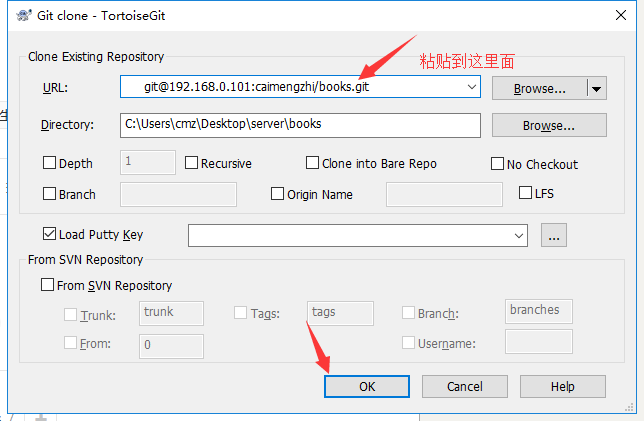 Git clone - TortoiseGit
Clone Existing Repository
粘贴到这里面
URL: git@192.168.0.101:caimengzhi/books.git Browse...
Directory: C:\Users\cmz\Desktop\server\books Browse...
Depth 1 Recursive Clone into Bare Repo No Checkout
Branch Origin Name LFS
Load Putty Key ...
From SVN Repository
From SVN Repository
Trunk: trunk Tags: tags Branch: branches
From: 0 Username:
OK Cancel Help